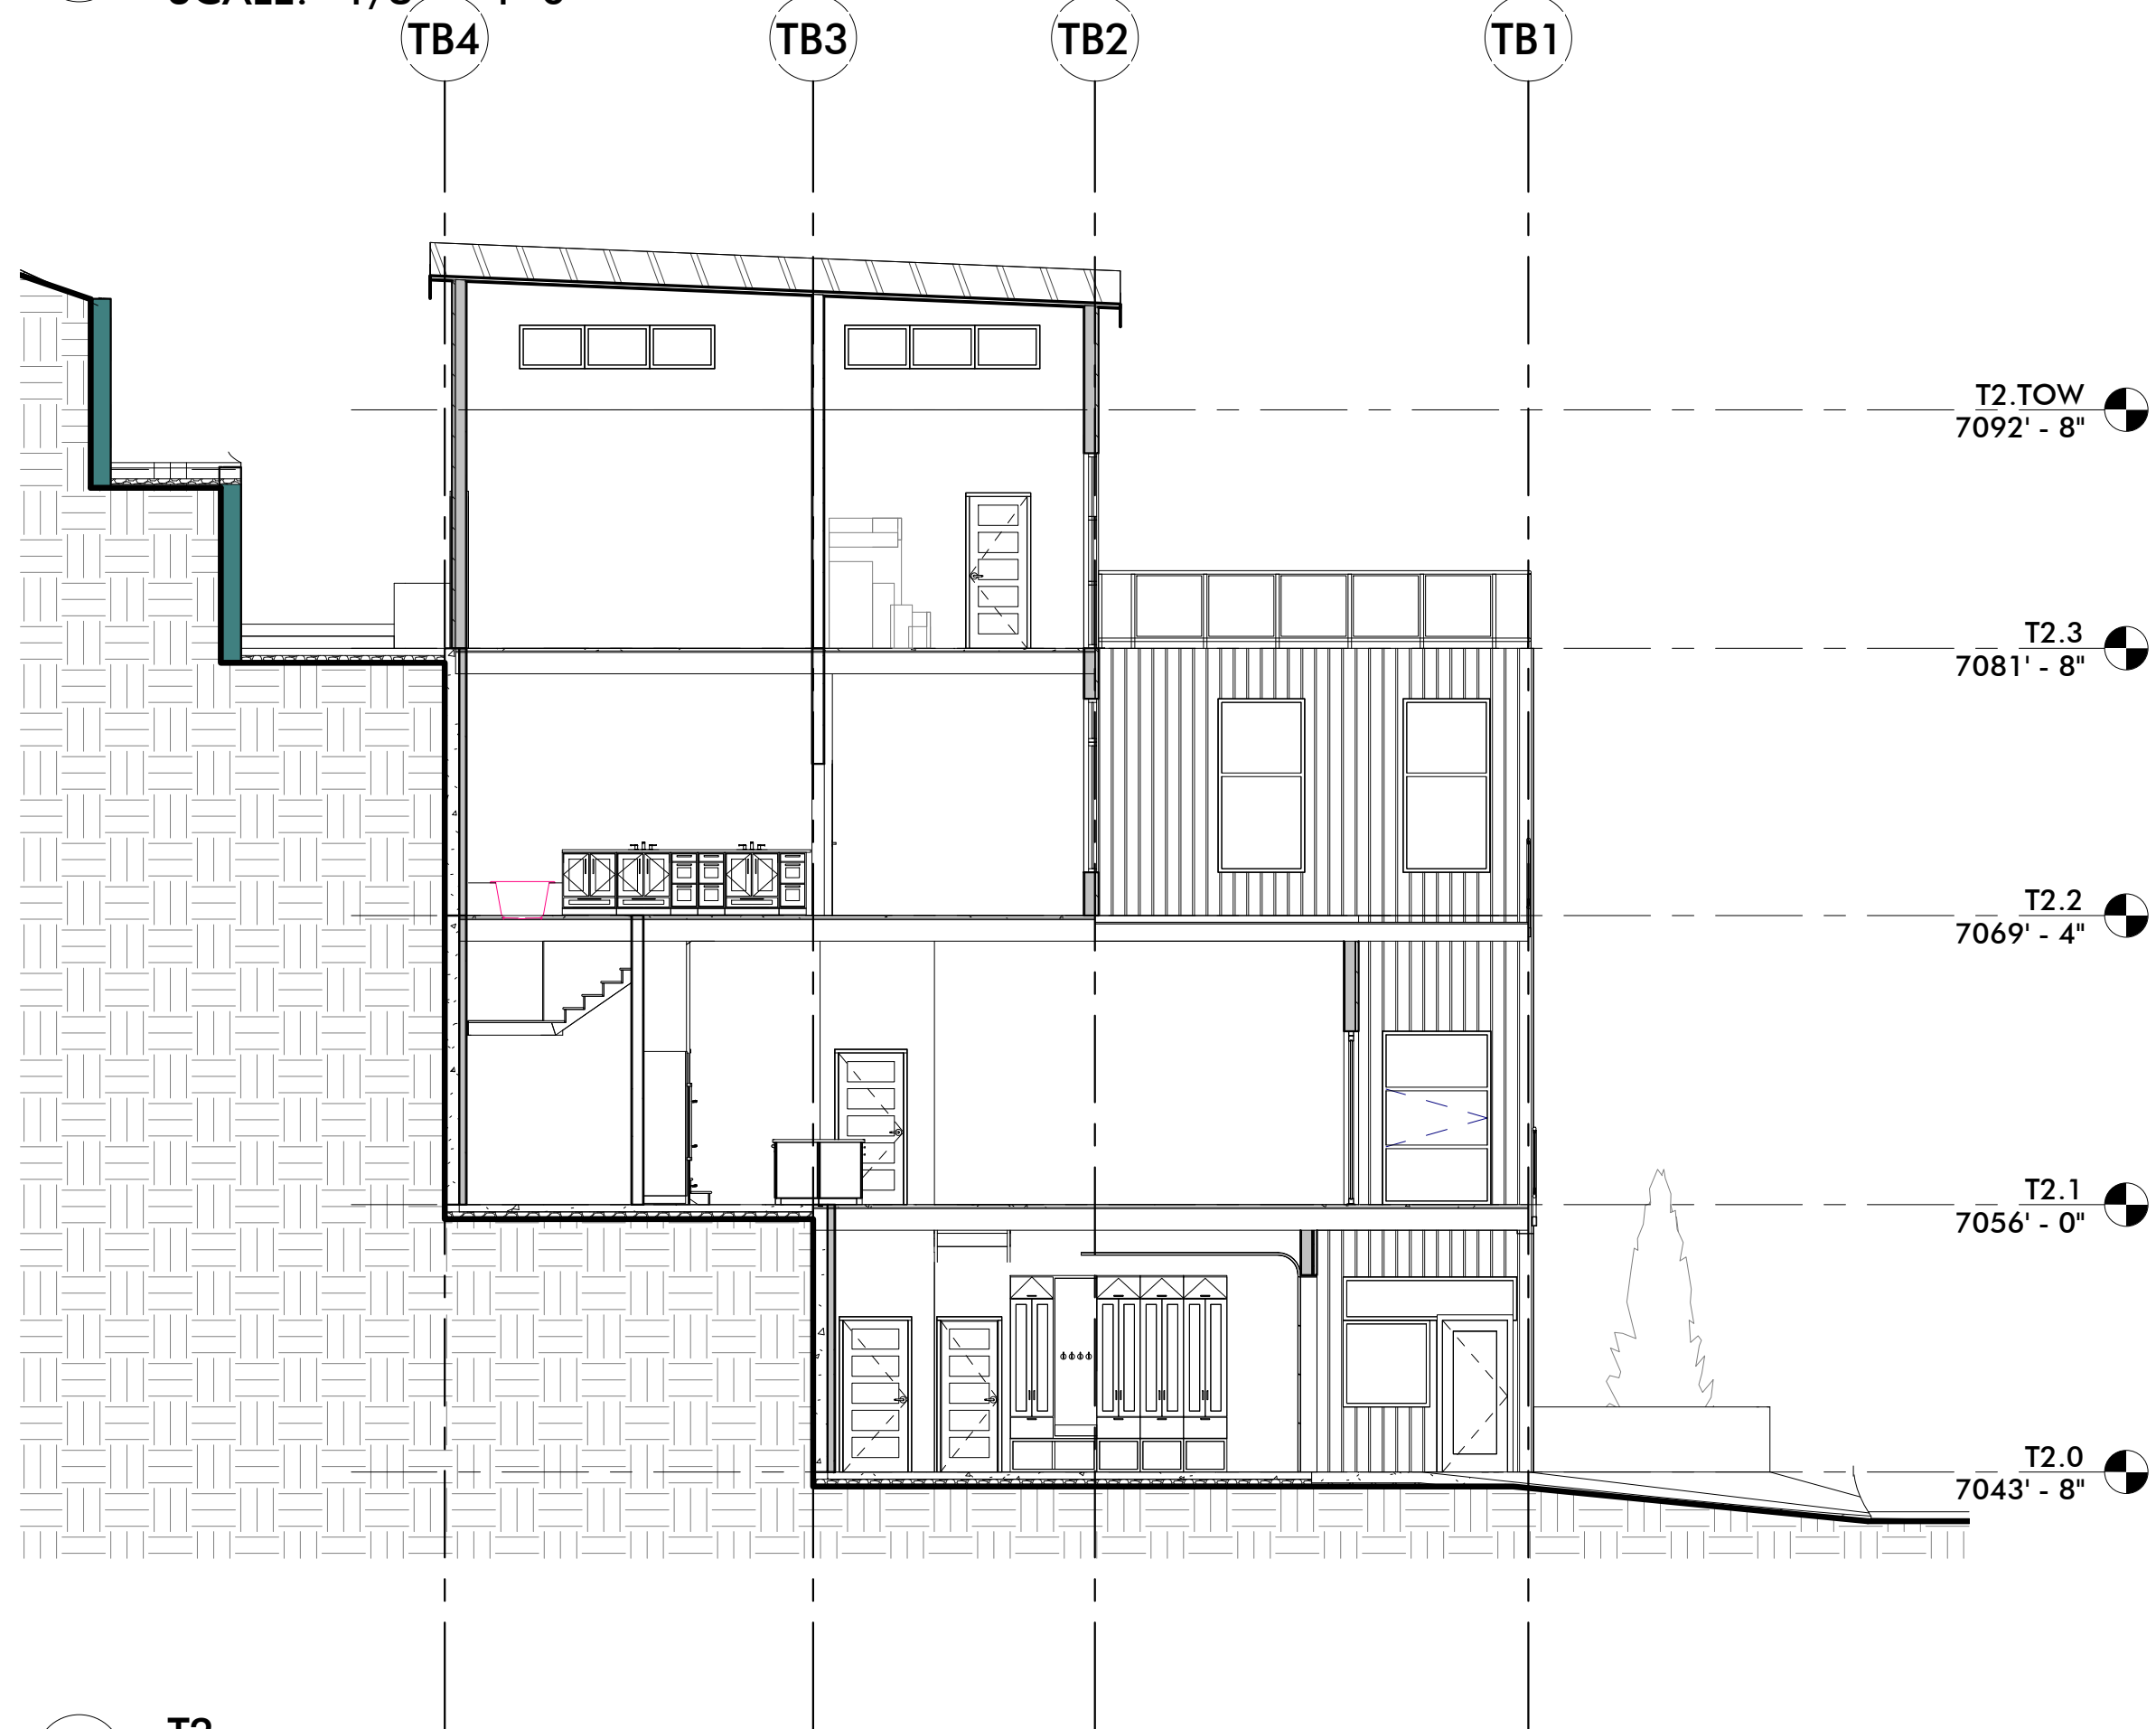 TB4
TB3
TB2
TB1
T2.TOW
7092' - 8"
T2.3
7081' - 8"
T2.2
7069' - 4"
T2.1
7056' - 0"
T2.0
7043' - 8"